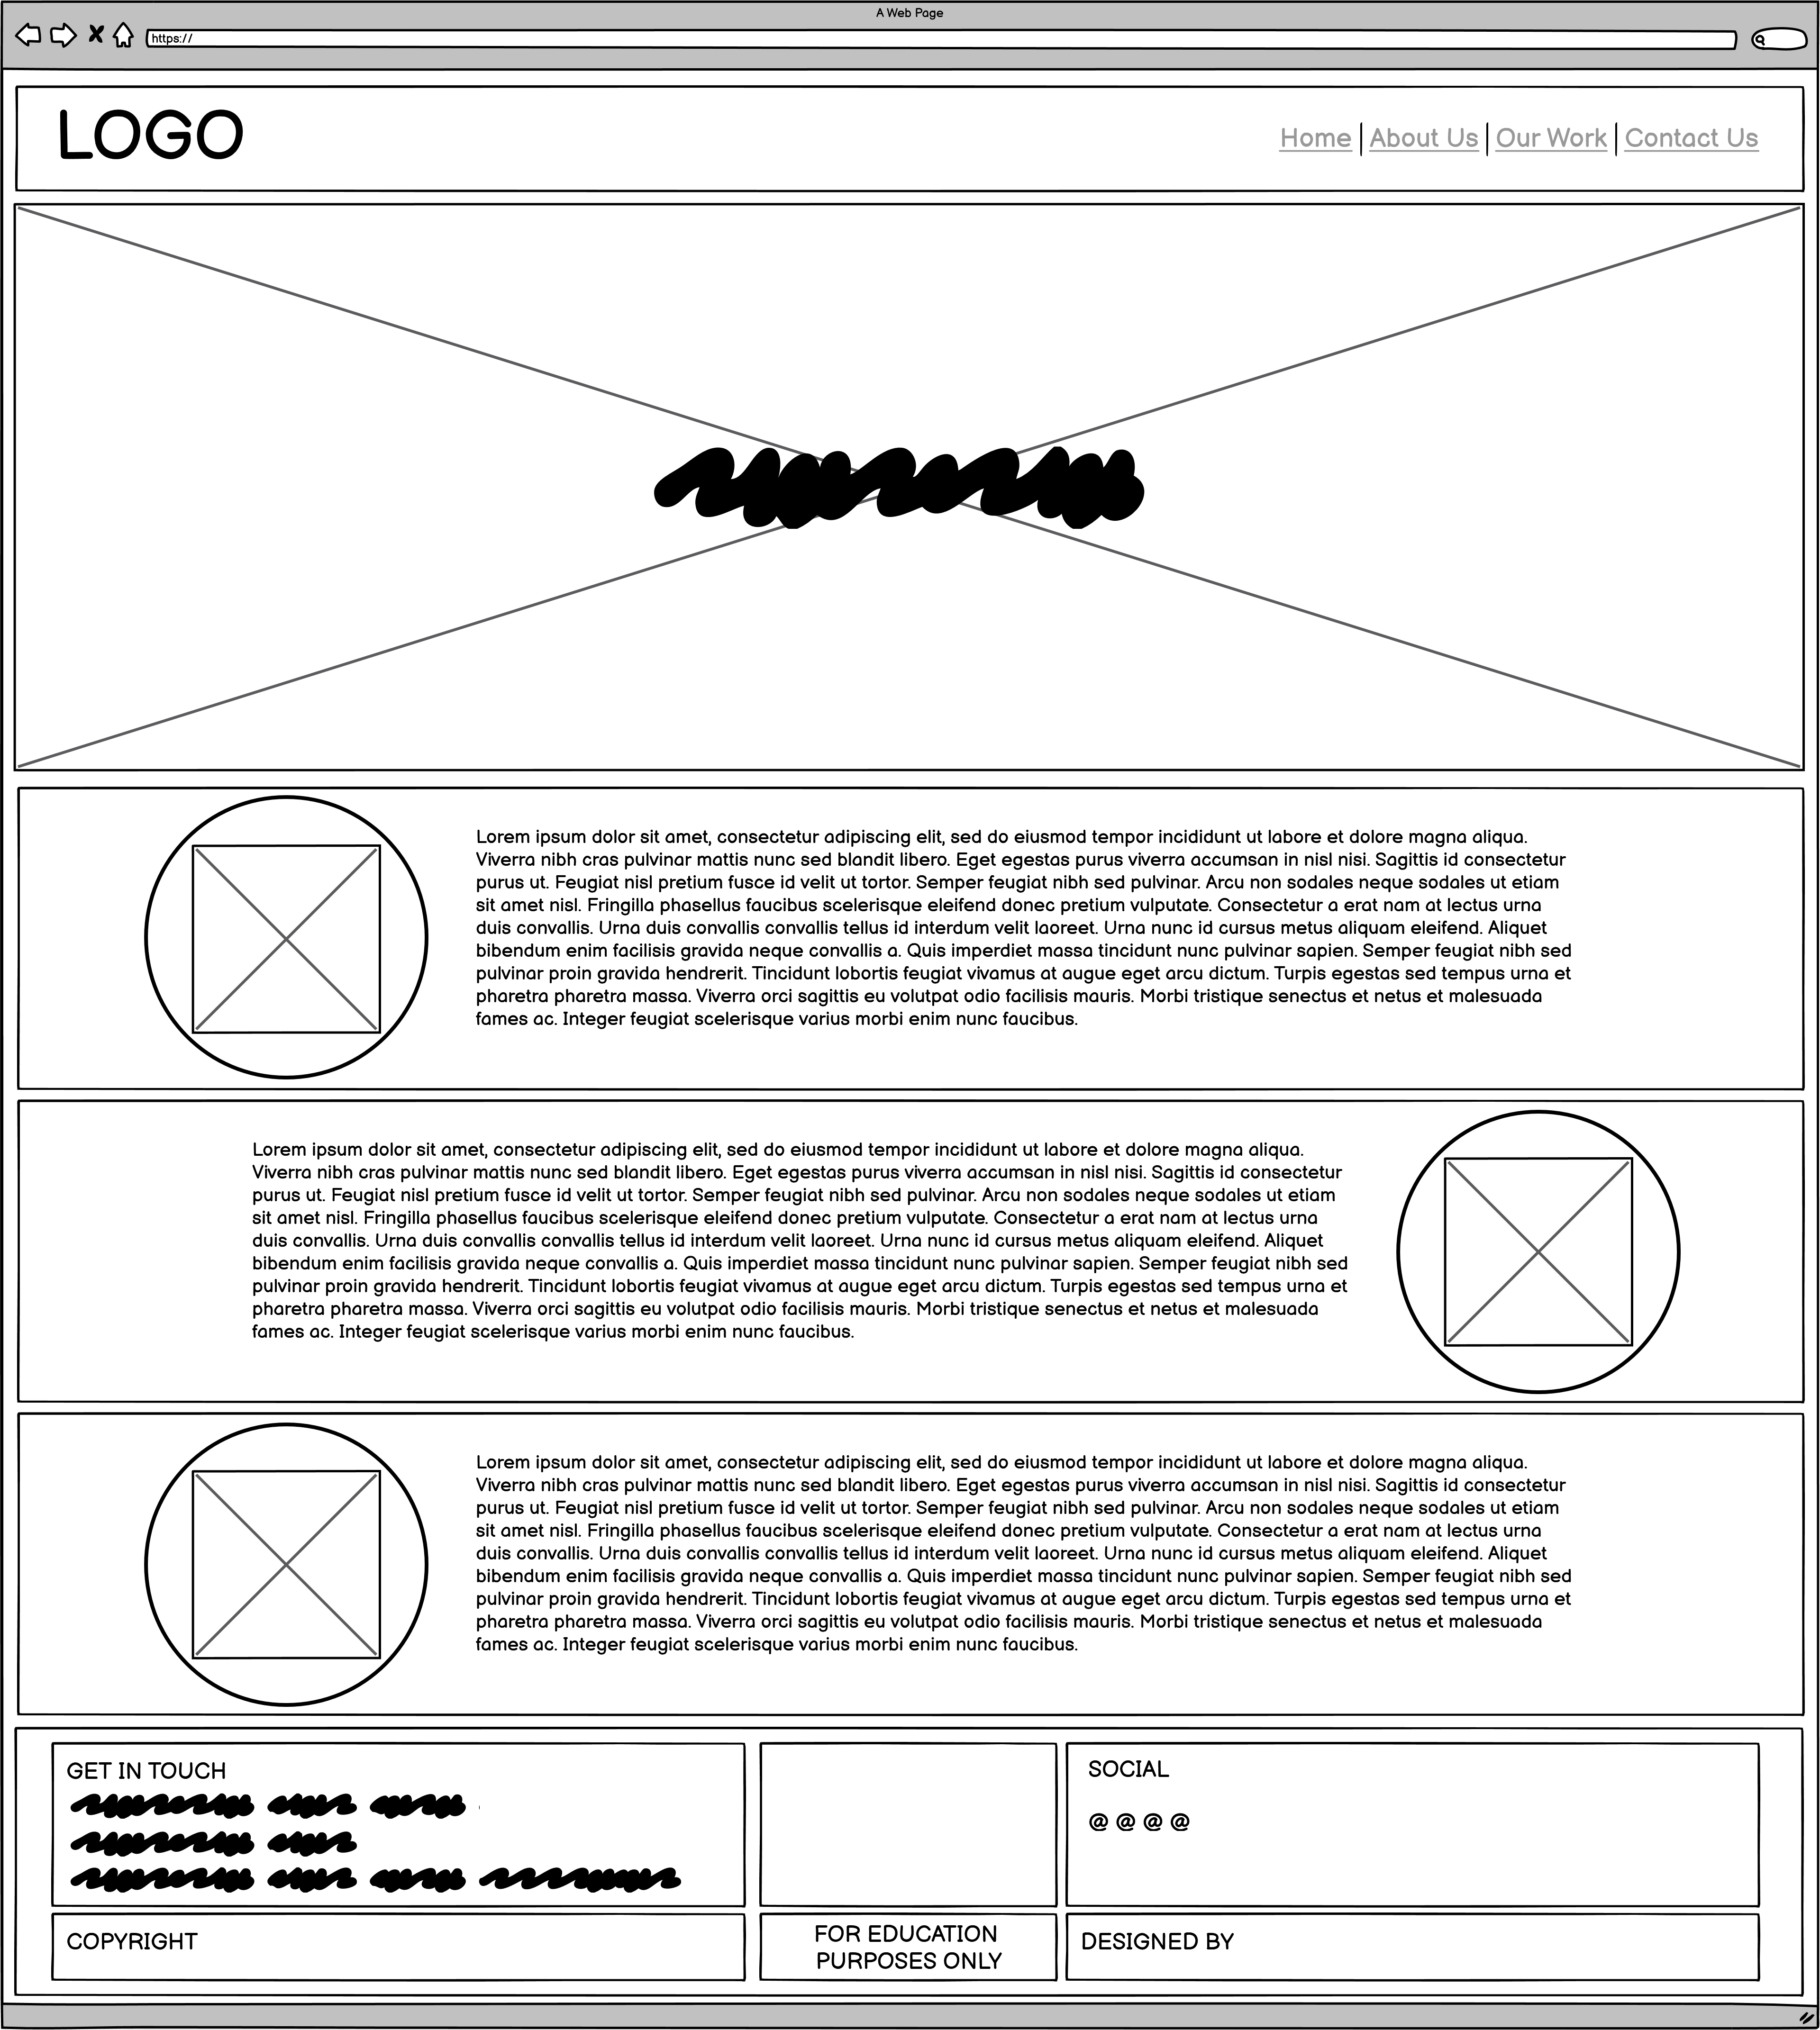 A Web Page
https://
LOGO
Home | About Us | Our Work | Contact Us
Lorem ipsum dolor sit amet, consectetur adipiscing elit, sed do eiusmod tempor incididunt ut labore et dolore magna aliqua.
Viverra nibh cras pulvinar mattis nunc sed blandit libero. Eget egestas purus viverra accumsan in nisl nisi. Sagittis id consectetur
purus ut. Feugiat nisl pretium fusce id velit ut tortor. Semper feugiat nibh sed pulvinar. Arcu non sodales neque sodales ut etiam
sit amet nisl. Fringilla phasellus faucibus scelerisque eleifend donec pretium vulputate. Consectetur a erat nam at lectus urna
duis convallis. Urna duis convallis convallis tellus id interdum velit laoreet. Urna nunc id cursus metus aliquam eleifend. Aliquet
bibendum enim facilisis gravida neque convallis a. Quis imperdiet massa tincidunt nunc pulvinar sapien. Semper feugiat nibh sed
pulvinar proin gravida hendrerit. Tincidunt lobortis feugiat vivamus at augue eget arcu dictum. Turpis egestas sed tempus urna et
pharetra pharetra massa. Viverra orci sagittis eu volutpat odio facilisis mauris. Morbi tristique senectus et netus et malesuada
fames ac. Integer feugiat scelerisque varius morbi enim nunc faucibus.
Lorem ipsum dolor sit amet, consectetur adipiscing elit, sed do eiusmod tempor incididunt ut labore et dolore magna aliqua.
Viverra nibh cras pulvinar mattis nunc sed blandit libero. Eget egestas purus viverra accumsan in nisl nisi. Sagittis id consectetur
purus ut. Feugiat nisl pretium fusce id velit ut tortor. Semper feugiat nibh sed pulvinar. Arcu non sodales neque sodales ut etiam
sit amet nisl. Fringilla phasellus faucibus scelerisque eleifend donec pretium vulputate. Consectetur a erat nam at lectus urna
duis convallis. Urna duis convallis convallis tellus id interdum velit laoreet. Urna nunc id cursus metus aliquam eleifend. Aliquet
bibendum enim facilisis gravida neque convallis a. Quis imperdiet massa tincidunt nunc pulvinar sapien. Semper feugiat nibh sed
pulvinar proin gravida hendrerit. Tincidunt lobortis feugiat vivamus at augue eget arcu dictum. Turpis egestas sed tempus urna et
pharetra pharetra massa. Viverra orci sagittis eu volutpat odio facilisis mauris. Morbi tristique senectus et netus et malesuada
fames ac. Integer feugiat scelerisque varius morbi enim nunc faucibus.
Lorem ipsum dolor sit amet, consectetur adipiscing elit, sed do eiusmod tempor incididunt ut labore et dolore magna aliqua.
Viverra nibh cras pulvinar mattis nunc sed blandit libero. Eget egestas purus viverra accumsan in nisl nisi. Sagittis id consectetur
purus ut. Feugiat nisl pretium fusce id velit ut tortor. Semper feugiat nibh sed pulvinar. Arcu non sodales neque sodales ut etiam
sit amet nisl. Fringilla phasellus faucibus scelerisque eleifend donec pretium vulputate. Consectetur a erat nam at lectus urna
duis convallis. Urna duis convallis convallis tellus id interdum velit laoreet. Urna nunc id cursus metus aliquam eleifend. Aliquet
bibendum enim facilisis gravida neque convallis a. Quis imperdiet massa tincidunt nunc pulvinar sapien. Semper feugiat nibh sed
pulvinar proin gravida hendrerit. Tincidunt lobortis feugiat vivamus at augue eget arcu dictum. Turpis egestas sed tempus urna et
pharetra pharetra massa. Viverra orci sagittis eu volutpat odio facilisis mauris. Morbi tristique senectus et netus et malesuada
fames ac. Integer feugiat scelerisque varius morbi enim nunc faucibus.
GET IN TOUCH
SOCIAL
@ @ @ @
COPYRIGHT
FOR EDUCATION
PURPOSES ONLY
DESIGNED BY